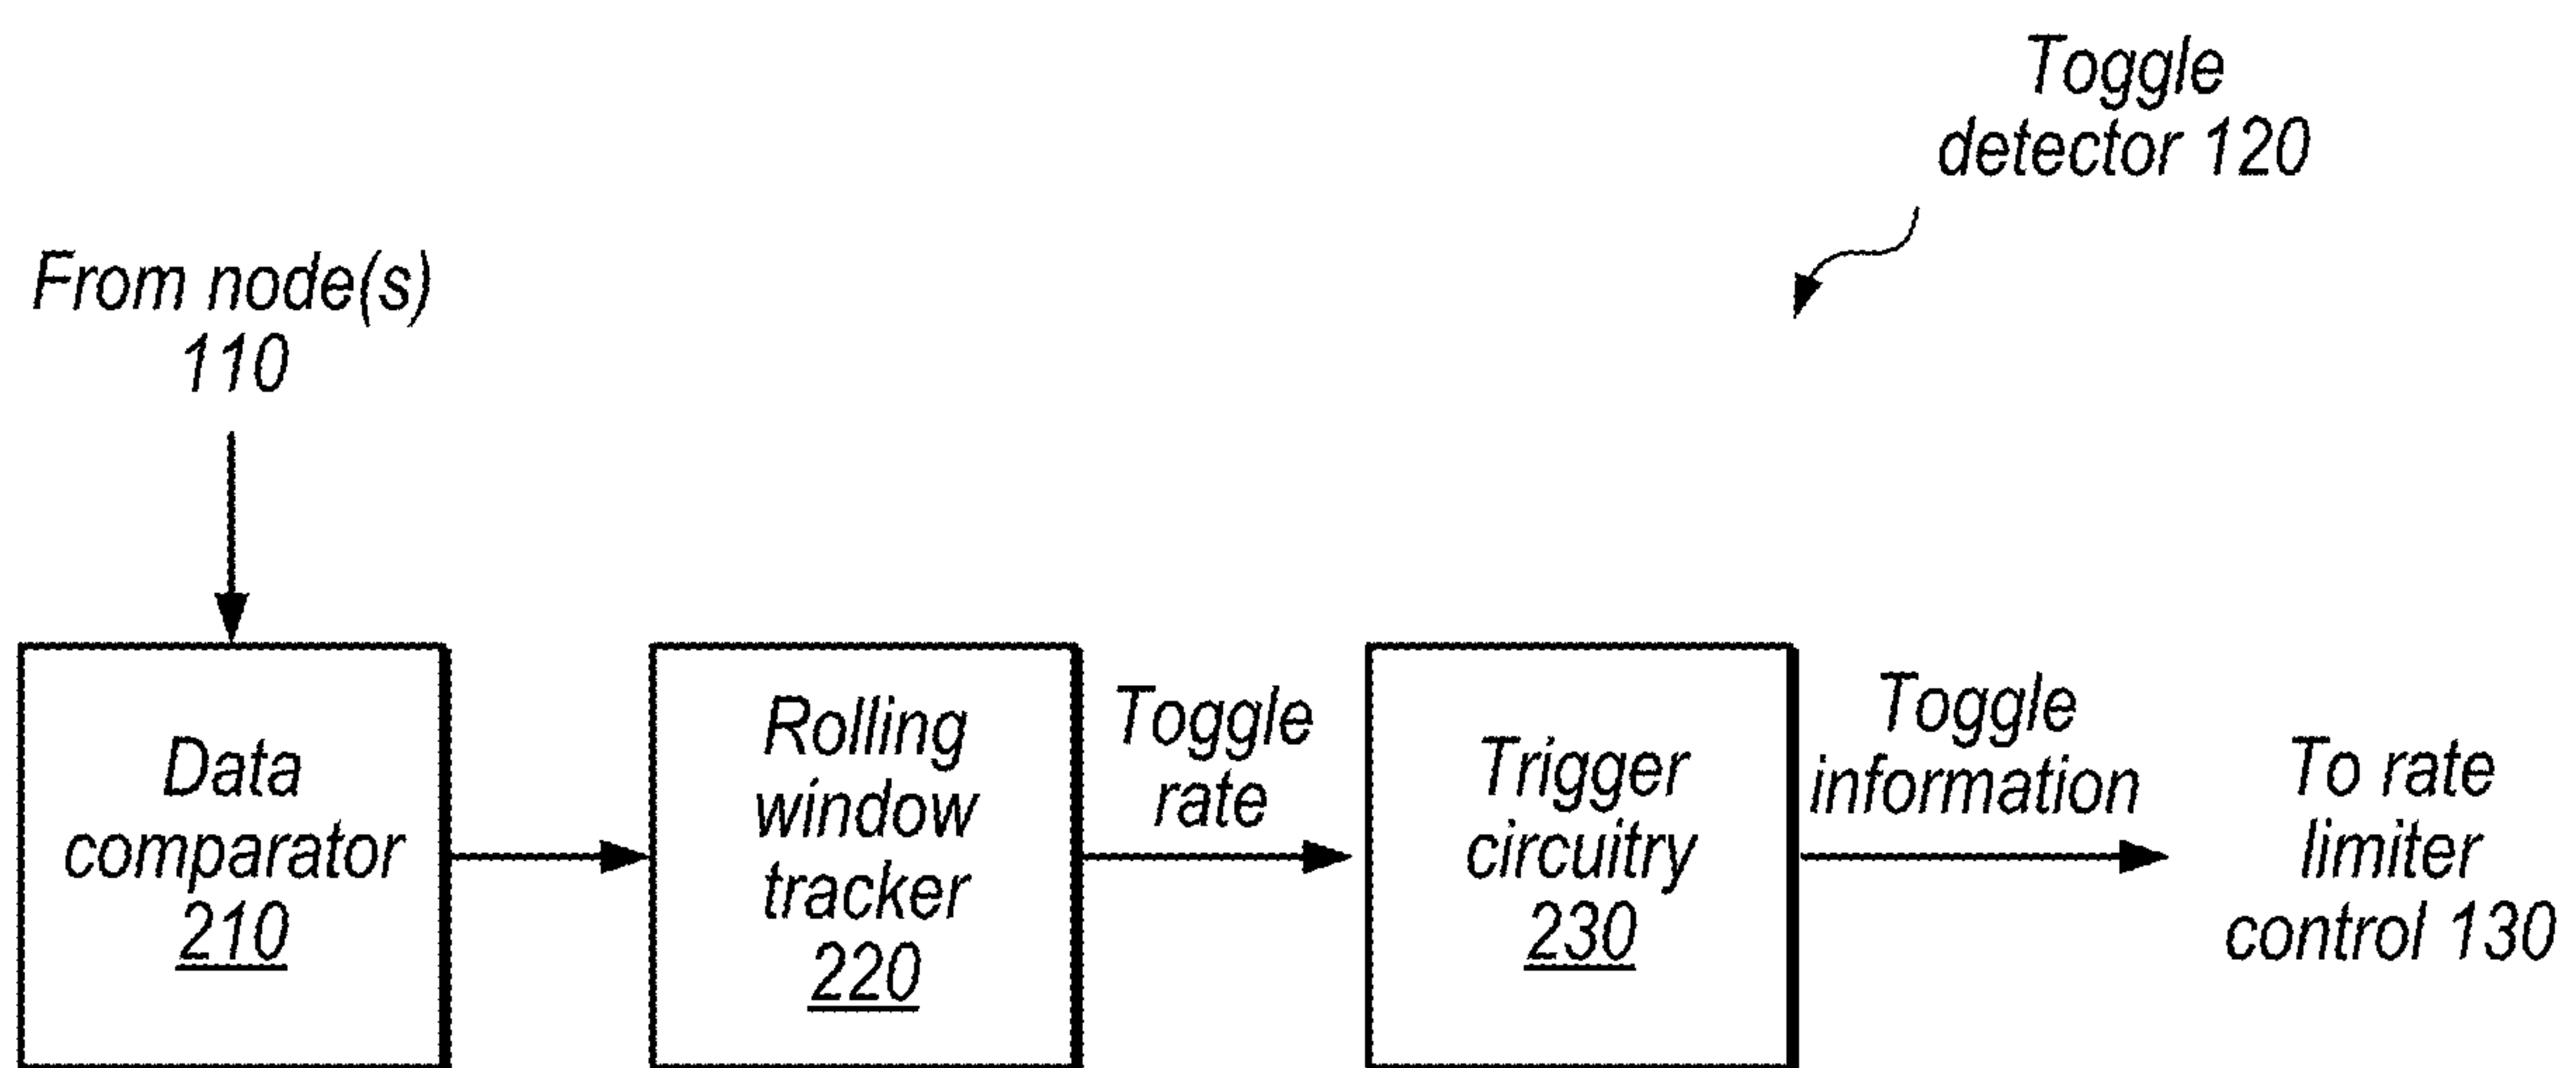 Toggle
detector 120
From node(s)
110
Data
comparator
210
Rolling
window
tracker
220
Toggle
rate
Trigger
circuitry
230
Toggle
information
To rate
limiter
control 130